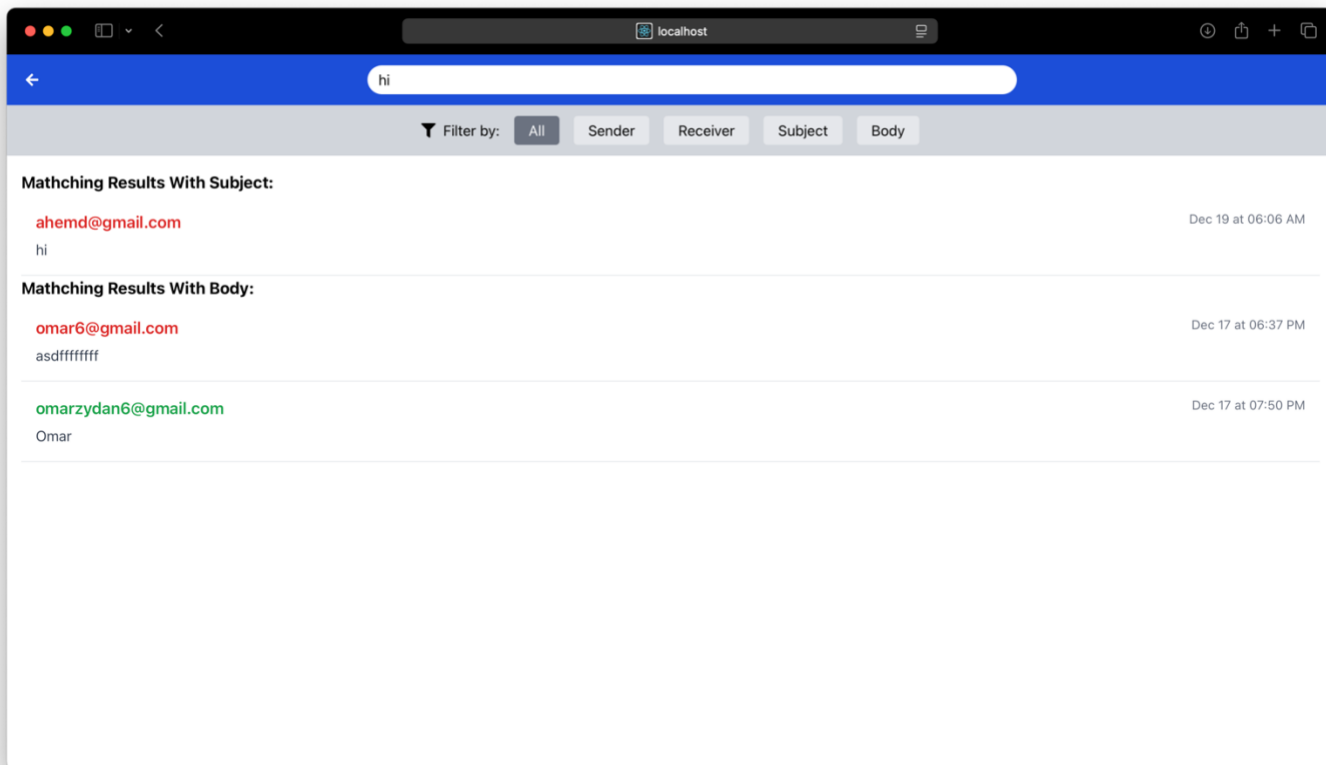 localhost
hi
Filter by: All Sender Receiver Subject Body
Mathching Results With Subject:
ahemd@gmail.com Dec 19 at 06:06 AM
hi
Mathching Results With Body:
omar6@gmail.com Dec 17 at 06:37 PM
asdffffffff
omarzydan6@gmail.com Dec 17 at 07:50 PM
Omar